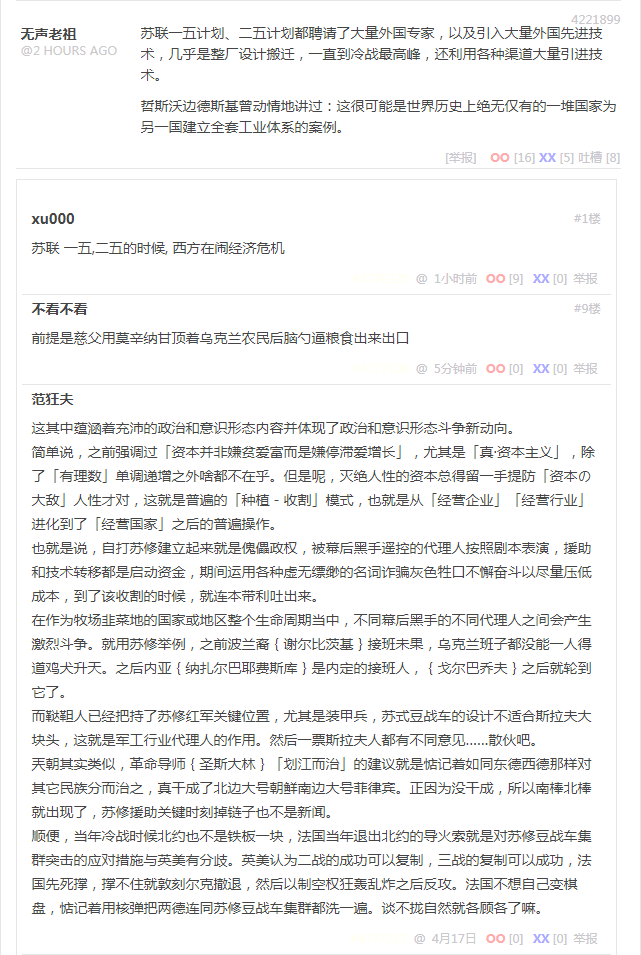 4221899
无声老祖
@2 HOURS AGO
苏联一五计划、二五计划都聘请了大量外国专家，以及引入大量外国先进技
术，几乎是整厂设计搬迁，一直到冷战最高峰，还利用各种渠道大量引进技
术。
哲斯沃边德斯基曾动情地讲过：这很可能是世界历史上绝无仅有的一堆国家为
另一国建立全套工业体系的案例。
[举报] OO [16] XX [5] 吐槽 [8]
xu000
#1楼
苏联 一五,二五的时候, 西方在闹经济危机
@ 1小时前 OO [9] XX [0] 举报
不看不看
#9楼
前提是慈父用莫辛纳甘顶着乌克兰农民后脑勺逼粮食出来出口
@ 5分钟前 OO [0] XX [0] 举报
范狂夫
这其中蕴涵着充沛的政治和意识形态内容并体现了政治和意识形态斗争新动向。
简单说，之前强调过「资本并非嫌贫爱富而是嫌停滞爱增长」，尤其是「真·资本主义」，除
了「有理数」单调递增之外啥都不在乎。但是呢，灭绝人性的资本总得留一手提防「资本の
大敌」人性才对，这就是普遍的「种植－收割」模式，也就是从「经营企业」「经营行业」
进化到了「经营国家」之后的普遍操作。
也就是说，自打苏修建立起来就是傀儡政权，被幕后黑手遥控的代理人按照剧本表演，援助
和技术转移都是启动资金，期间运用各种虚无缥缈的名词诈骗灰色牲口不懈奋斗以尽量压低
成本，到了该收割的时候，就连本带利吐出来。
在作为牧场韭菜地的国家或地区整个生命周期当中，不同幕后黑手的不同代理人之间会产生
激烈斗争。就用苏修举例，之前波兰裔｛谢尔比茨基｝接班未果，乌克兰班子都没能一人得
道鸡犬升天。之后内亚｛纳扎尔巴耶费斯库｝是内定的接班人，｛戈尔巴乔夫｝之后就轮到
它了。
而鞑靼人已经把持了苏修红军关键位置，尤其是装甲兵，苏式豆战车的设计不适合斯拉夫大
块头，这就是军工行业代理人的作用。然后一票斯拉夫人都有不同意见……散伙吧。
天朝其实类似，革命导师｛圣斯大林｝「划江而治」的建议就是惦记着如同东德西德那样对
其它民族分而治之，真干成了北边大号朝鲜南边大号菲律宾。正因为没干成，所以南棒北棒
就出现了，苏修援助关键时刻掉链子也不是新闻。
顺便，当年冷战时候北约也不是铁板一块，法国当年退出北约的导火索就是对苏修豆战车集
群突击的应对措施与英美有分歧。英美认为二战的成功可以复制，三战的复制可以成功，法
国先死撑，撑不住就敦刻尔克撤退，然后以制空权狂轰乱炸之后反攻。法国不想自己变棋
盘，惦记着用核弹把两德连同苏修豆战车集群都洗一遍。谈不拢自然就各顾各了嘛。
@ 4月17日 OO [0] XX [0] 举报